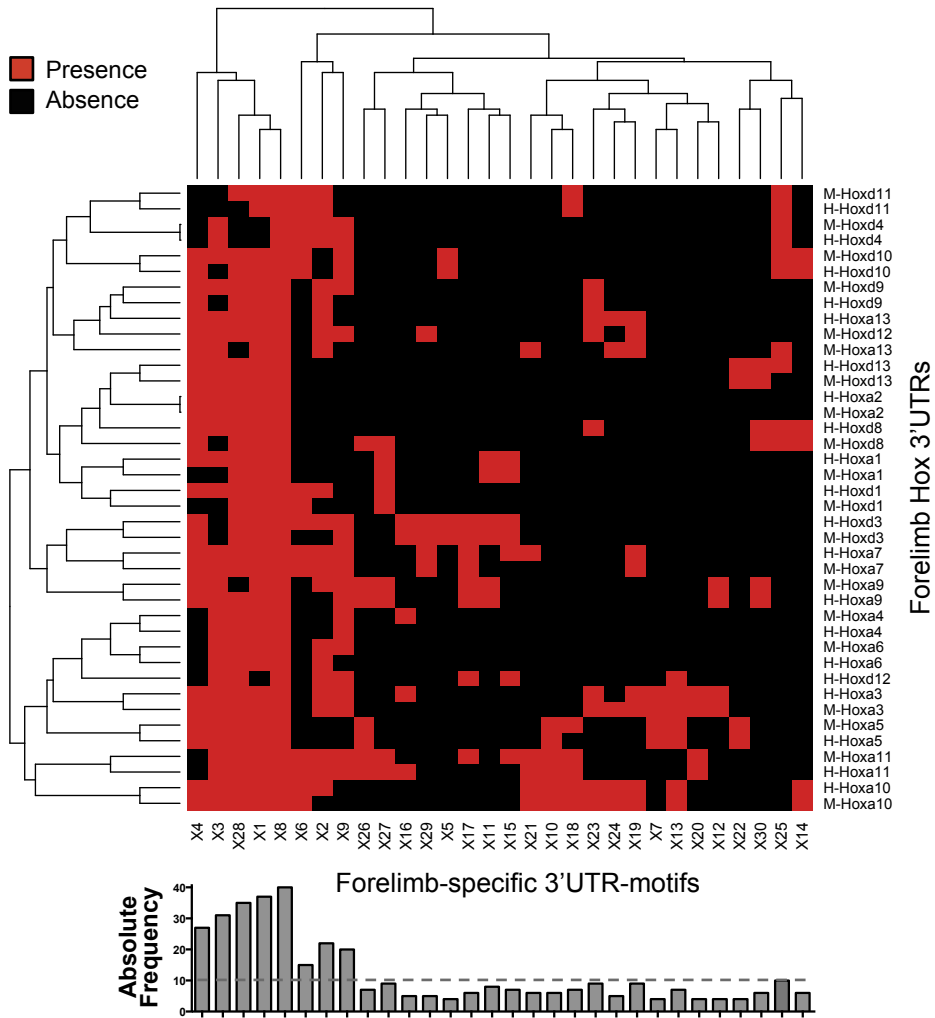 Presence
Absence
M-Hoxd11
H-Hoxd11
M-Hoxd4
H-Hoxd4
M-Hoxd10
H-Hoxd10
M-Hoxd9
H-Hoxd9
H-Hoxa13
M-Hoxd12
M-Hoxa13
H-Hoxd13
M-Hoxd13
H-Hoxa2
M-Hoxa2
H-Hoxd8
M-Hoxd8
H-Hoxa1
M-Hoxa1
H-Hoxd1
M-Hoxd1
H-Hoxd3
M-Hoxd3
H-Hoxa7
M-Hoxa7
M-Hoxa9
H-Hoxa9
M-Hoxa4
H-Hoxa4
M-Hoxa6
H-Hoxa6
H-Hoxd12
H-Hoxa3
M-Hoxa3
M-Hoxa5
H-Hoxa5
M-Hoxa11
H-Hoxa11
H-Hoxa10
M-Hoxa10
Forelimb Hox 3'UTRs
X4 X3 X28 X1 X8 X6 X2 X9 X26 X27 X16 X29 X5 X17 X11 X15 X21 X10 X18 X23 X24 X19 X7 X13 X20 X12 X22 X30 X25 X14
Forelimb-specific 3'UTR-motifs
Absolute
Frequency
40
30
20
10
0